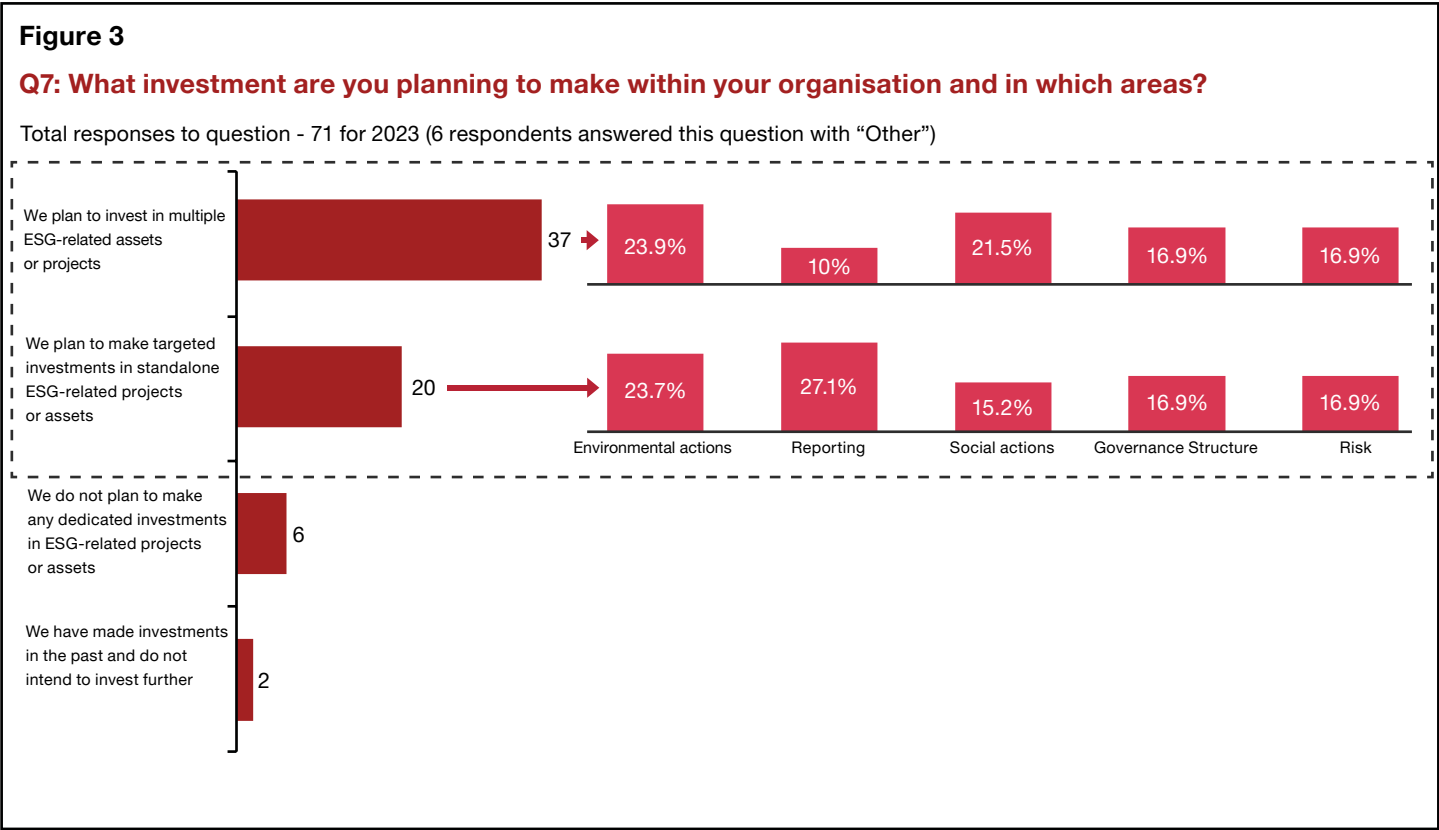 Figure 3
Q7: What investment are you planning to make within your organisation and in which areas?
Total responses to question - 71 for 2023 (6 respondents answered this question with “Other”)
We plan to invest in multiple
ESG-related assets
or projects
37
23.9%
10%
21.5%
16.9%
16.9%
We plan to make targeted
investments in standalone
ESG-related projects
or assets
20
23.7%
27.1%
15.2%
16.9%
16.9%
Environmental actions
Reporting
Social actions
Governance Structure
Risk
We do not plan to make
any dedicated investments
in ESG-related projects
or assets
6
We have made investments
in the past and do not
intend to invest further
2